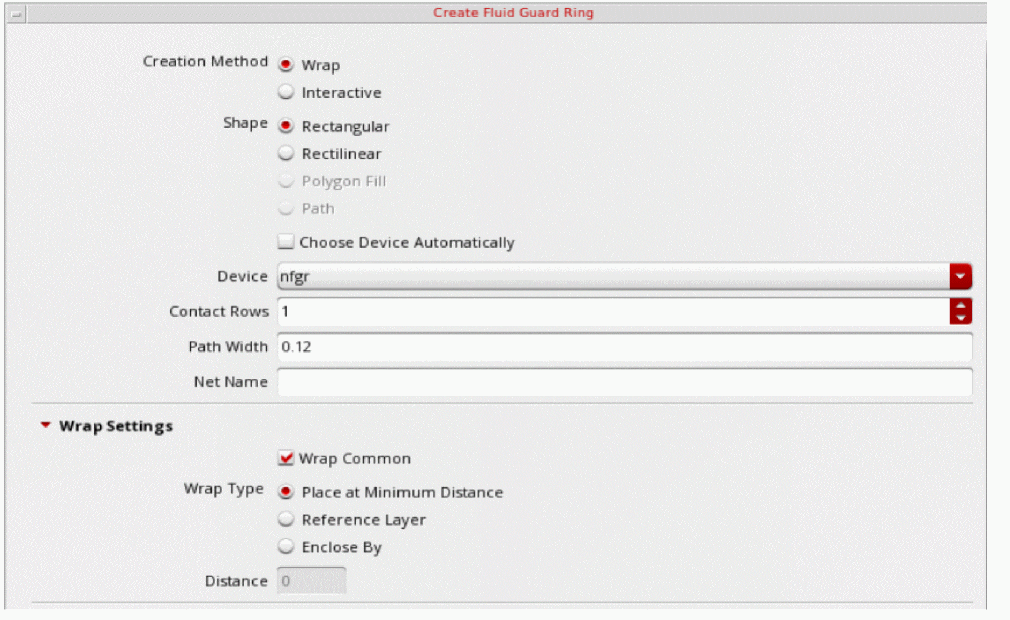 Create Fluid Guard Ring
Creation Method Wrap
Interactive
Shape Rectangular
Rectilinear
Polygon Fill
Path
Choose Device Automatically
Device nfgr
Contact Rows 1
Path Width 0.12
Net Name
Wrap Settings
Wrap Common
Wrap Type Place at Minimum Distance
Reference Layer
Enclose By
Distance 0